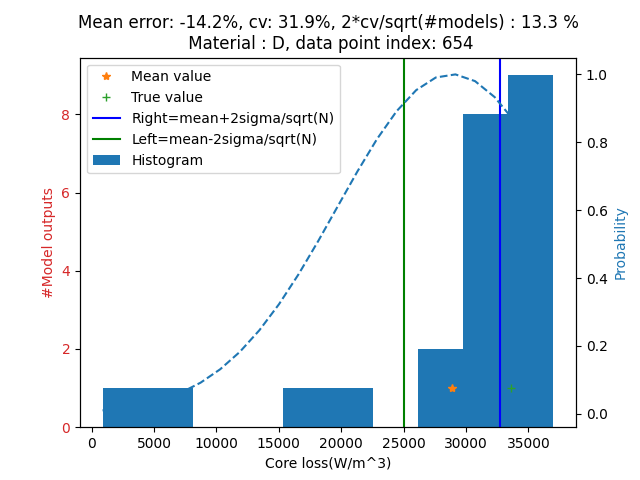 Mean error: -14.2%, cv: 31.9%, 2*cv/sqrt(#models) : 13.3 %
Material : D, data point index: 654
Mean value
True value
Right=mean+2sigma/sqrt(N)
Left=mean-2sigma/sqrt(N)
Histogram
#Model outputs
8
6
4
2
0
1.0
0.8
0.6
0.4
0.2
0.0
Probability
0 5000 10000 15000 20000 25000 30000 35000
Core loss(W/m^3)